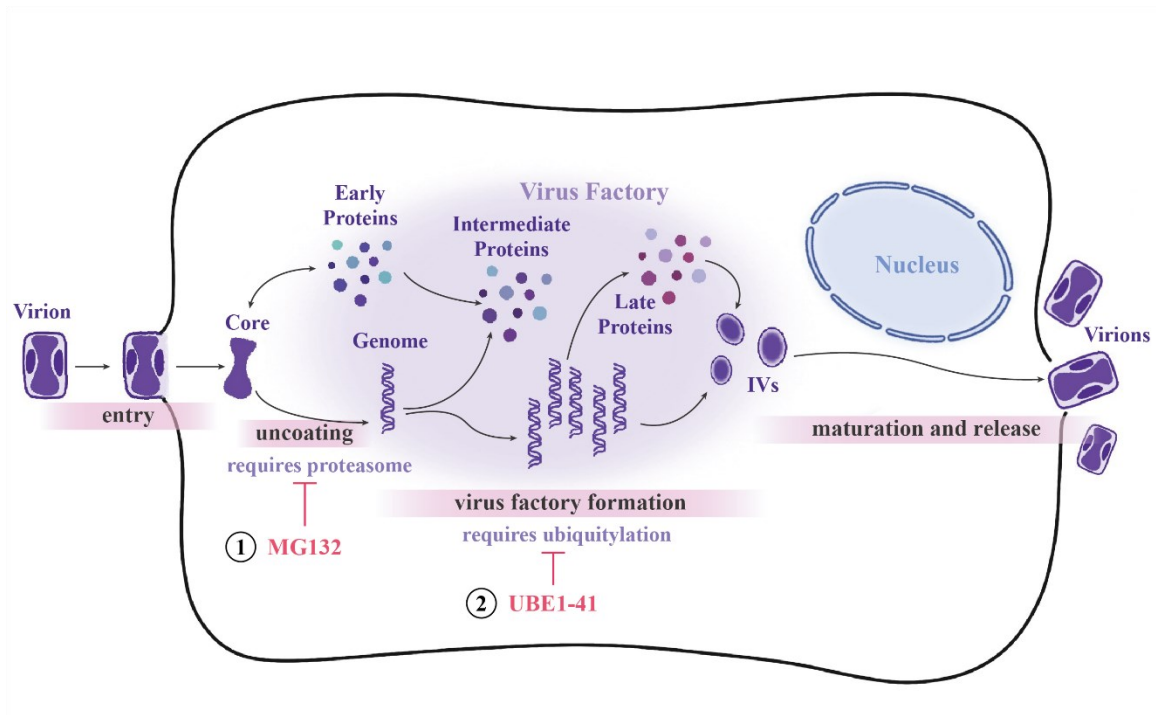 Virus Factory
Early
Proteins
Intermediate
Proteins
Nucleus
Late
Proteins
Virion
Core
Genome
IVs
Virions
entry
uncoating
requires proteasome
maturation and release
virus factory formation
requires ubiquitylation
1 MG132
2 UBE1-41